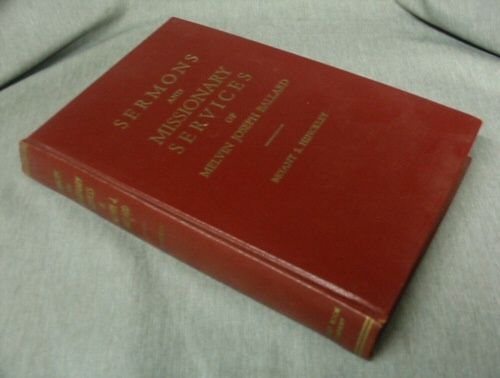 SERMONS
AND
MISSIONARY
SERVICES
OF
MELVIN JOSEPH BALLARD
BRYANT S. HINCKLEY